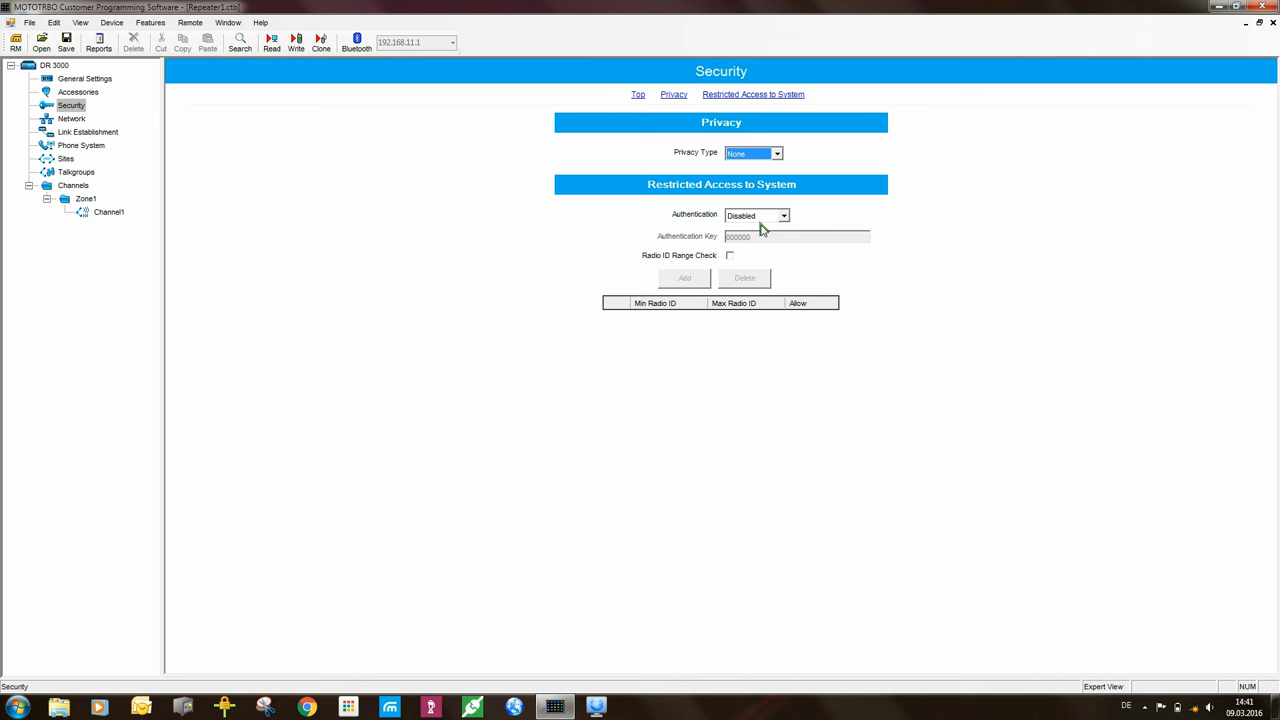 MOTOTRBO Customer Programming Software - [Repeater1.ctb]
File Edit View Device Features Remote Window Help
RM Open Save Reports Delete Cut Copy Paste Search Read Write Clone Bluetooth 192.168.11.1
DR 3000
General Settings
Accessories
Security
Network
Link Establishment
Phone System
Sites
Talkgroups
Channels
Zone1
Channel1
Security
Top Privacy Restricted Access to System
Privacy
Privacy Type None
Restricted Access to System
Authentication Disabled
Authentication Key 000000
Radio ID Range Check
Add Delete
Min Radio ID Max Radio ID Allow
Security Expert View NUM
DE 14:41
09.03.2016